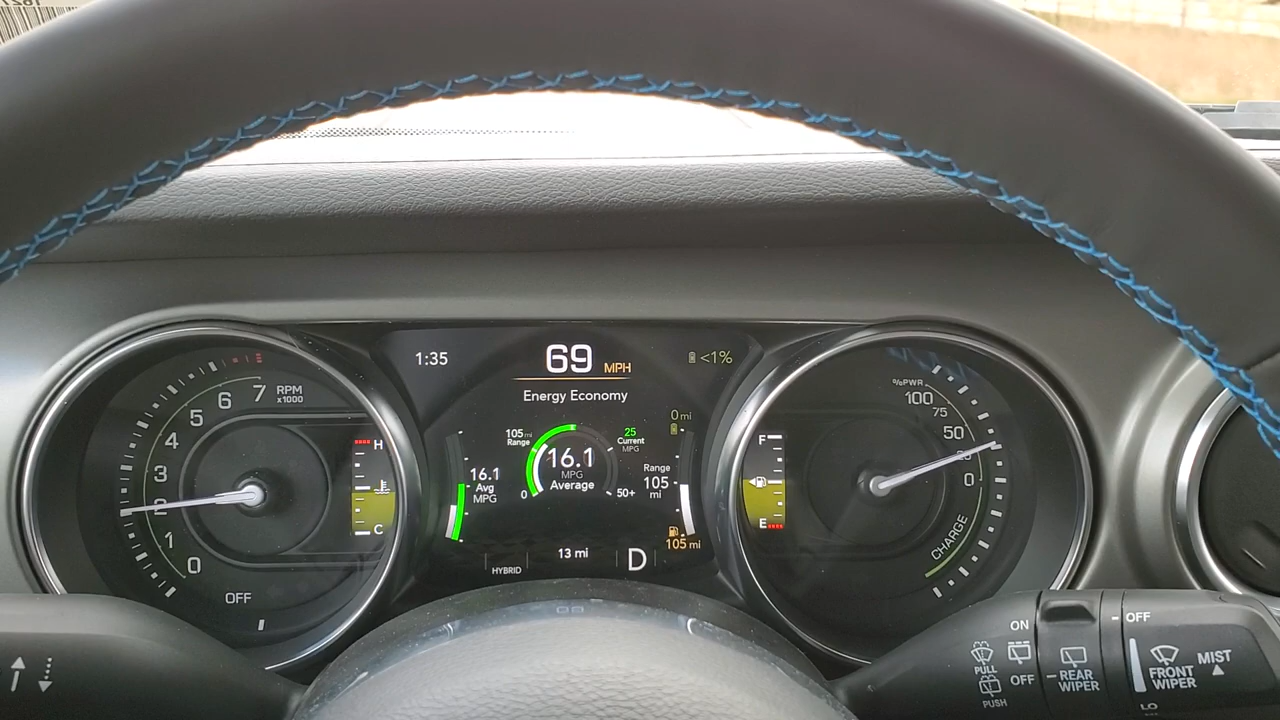 1:35
69 MPH
<1%
Energy Economy
7
RPM
x1000
6
5
4
3
2
1
0
OFF
H
C
105mi
Range
25
Current
MPG
16.1
MPG
Average
0
50+
16.1
Avg
MPG
0 mi
Range
105
mi
105 mi
HYBRID
13 mi
D
F
E
%PWR
100
75
50
0
CHARGE
ON
OFF
PULL
PUSH
REAR
WIPER
- OFF
FRONT
WIPER
MIST
LO